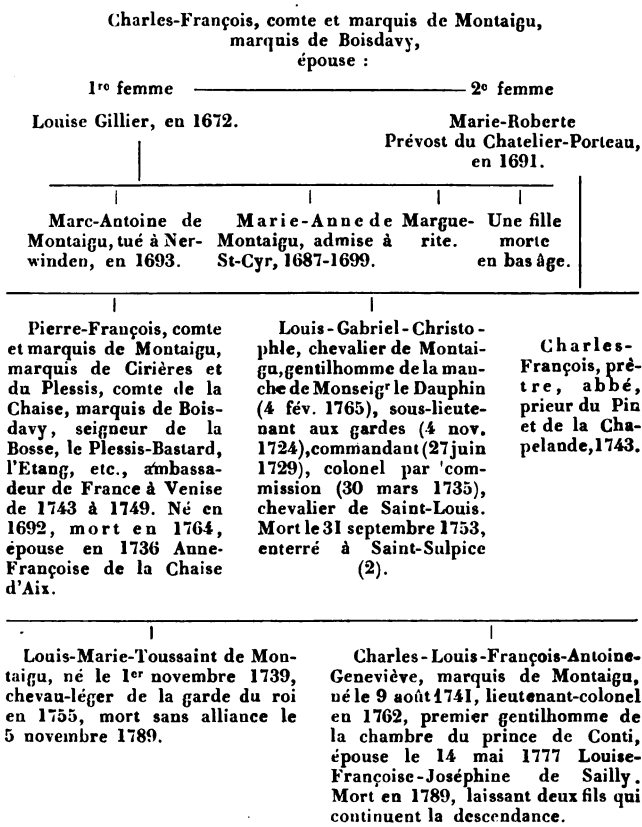 Charles-François, comte et marquis de Montaigu,
marquis de Boisdavy,
épouse :
1re femme
2e femme
Louise Gillier, en 1672.
Marie-Roberte
Prévost du Chatelier-Porteau,
en 1691.
Marc-Antoine de
Montaigu, tué à Ner-
winden, en 1693.
Marie-Anne de
Montaigu, admise à
St-Cyr, 1687-1699.
Margue-
rite.
Une fille
morte
en bas âge.
Pierre-François, comte
et marquis de Montaigu,
marquis de Cirières et
du Plessis, comte de la
Chaise, marquis de Bois-
davy, seigneur de la
Bosse, le Plessis-Bastard,
l'Etang, etc., ambassa-
deur de France à Venise
de 1743 à 1749. Né en
1692, mort en 1764,
épouse en 1736 Anne-
Françoise de la Chaise
d'Aix.
Louis-Gabriel-Christo-
phle, chevalier de Montai-
gu, gentilhomme de la man-
che de Monseigr le Dauphin
(4 fév. 1765), sous-lieute-
nant aux gardes (4 nov.
1724), commandant (27 juin
1729), colonel par 'com-
mission (30 mars 1735),
chevalier de Saint-Louis.
Mort le 31 septembre 1753,
enterré à Saint-Sulpice
(2).
Charles-
François, prê-
tre, abbé,
prieur du Pin
et de la Cha-
pelande, 1743.
Louis-Marie-Toussaint de Mon-
taigu, né le 1er novembre 1739,
chevau-léger de la garde du roi
en 1755, mort sans alliance le
5 novembre 1789.
Charles-Louis-François-Antoine-
Geneviève, marquis de Montaigu,
né le 9 août 1741, lieutenant-colonel
en 1762, premier gentilhomme de
la chambre du prince de Conti,
épouse le 14 mai 1777 Louise-
Françoise-Joséphine de Sailly.
Mort en 1789, laissant deux fils qui
continuent la descendance.